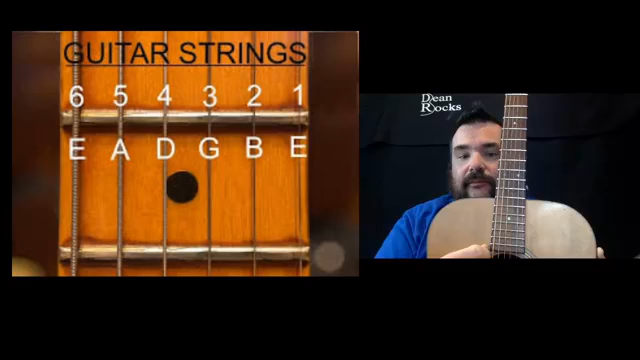 GUITAR STRINGS
6 5 4 3 2 1
E A D G B E
Dean
Rocks